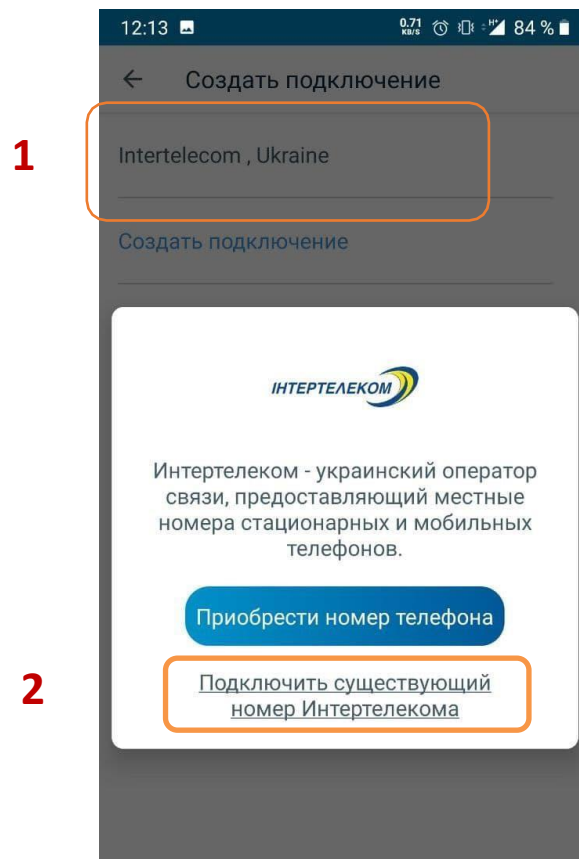 12:13
0.71
KB/S
H+
84 %
Создать подключение
1
Intertelecom , Ukraine
Создать подключение
ІНТЕРТЕЛЕКОМ
Интертелеком - украинский оператор
связи, предоставляющий местные
номера стационарных и мобильных
телефонов.
Приобрести номер телефона
2
Подключить существующий
номер Интертелекома